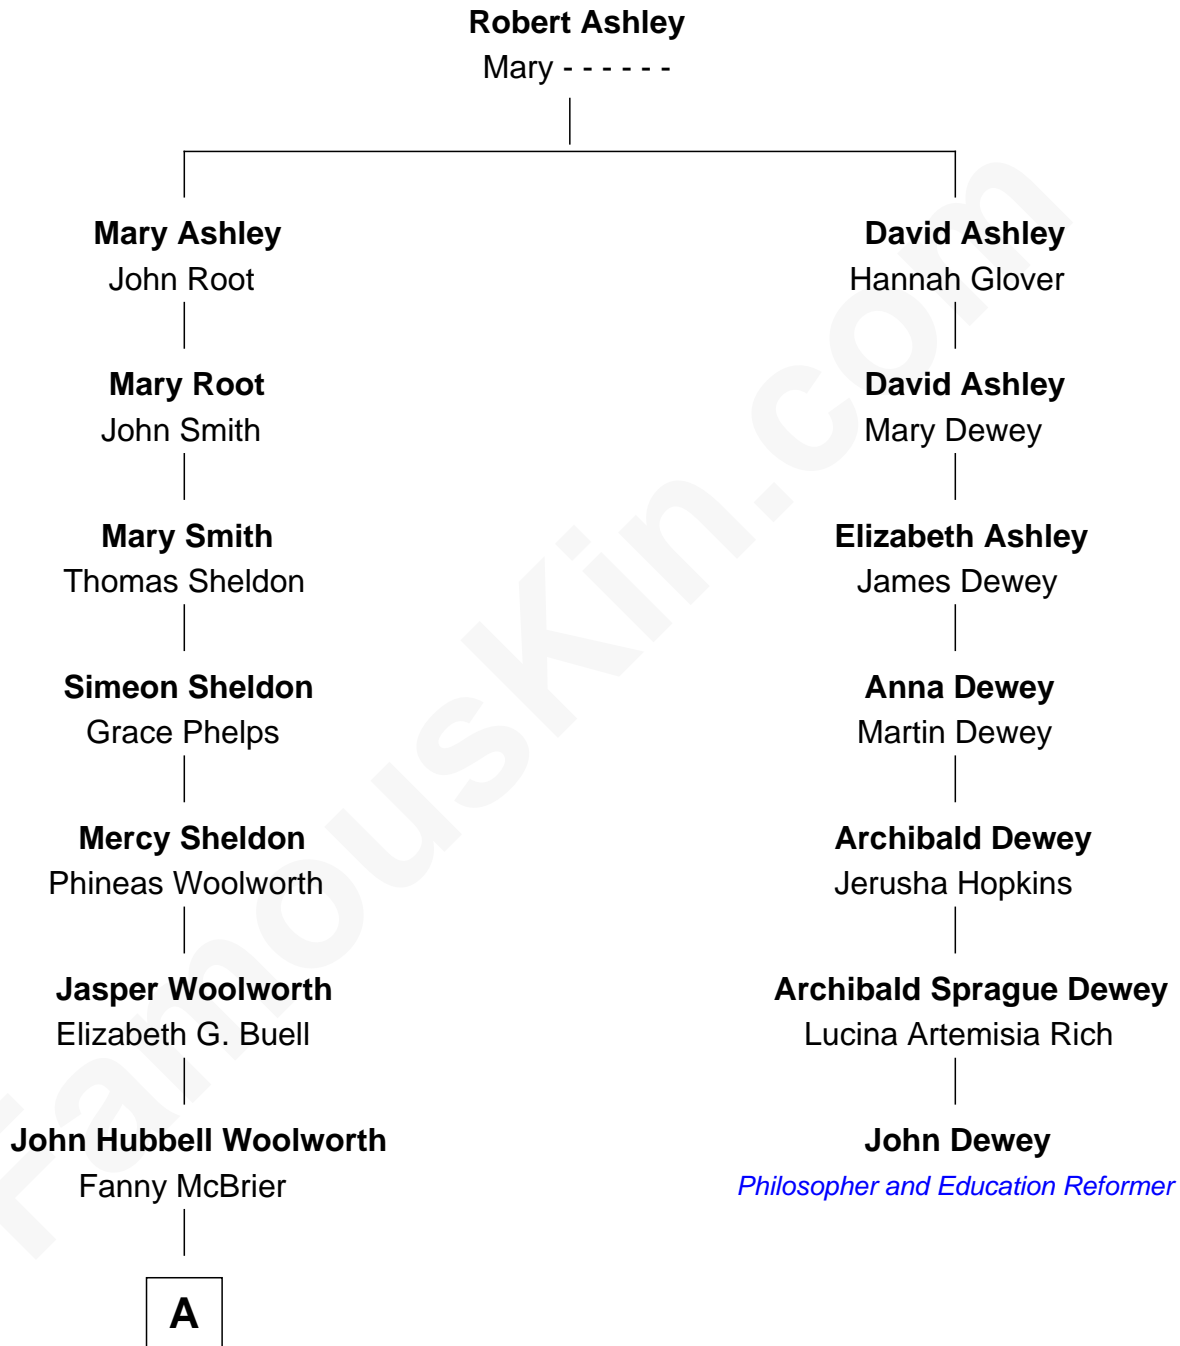 Robert Ashley
Mary - - - - - -
Mary Ashley
John Root
David Ashley
Hannah Glover
Mary Root
John Smith
David Ashley
Mary Dewey
Mary Smith
Thomas Sheldon
Elizabeth Ashley
James Dewey
Simeon Sheldon
Grace Phelps
Anna Dewey
Martin Dewey
Mercy Sheldon
Phineas Woolworth
Archibald Dewey
Jerusha Hopkins
Jasper Woolworth
Elizabeth G. Buell
Archibald Sprague Dewey
Lucina Artemisia Rich
John Hubbell Woolworth
Fanny McBrier
John Dewey
Philosopher and Education Reformer
A
FamousKin.com